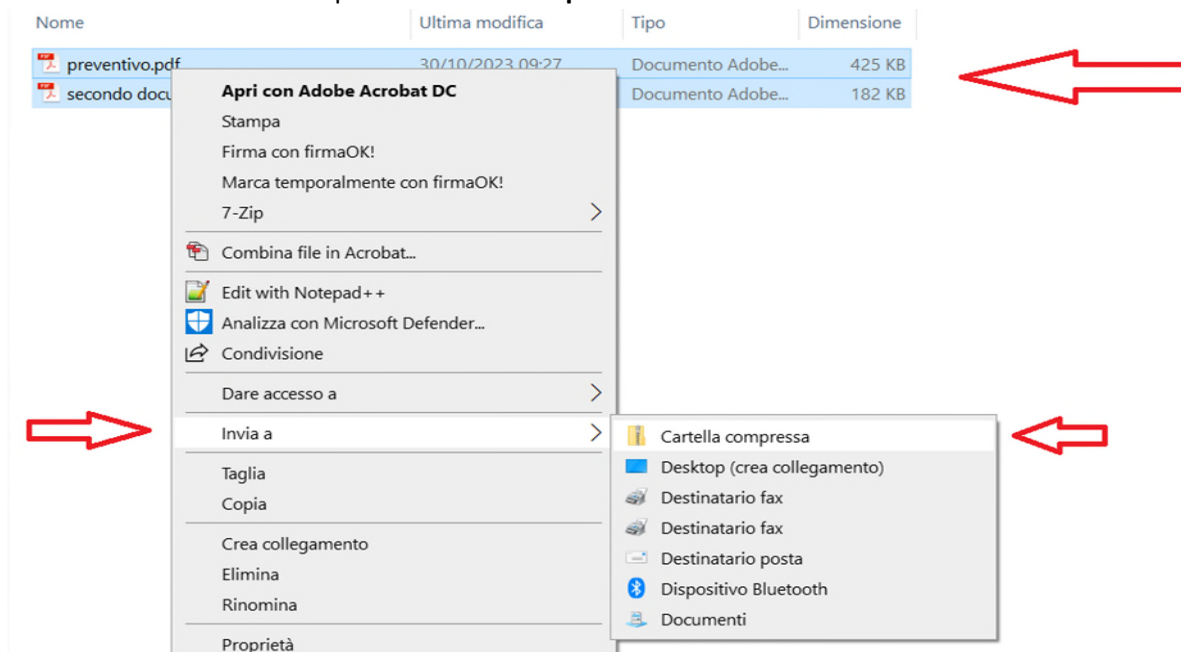 Nome Ultima modifica Tipo Dimensione
preventivo.pdf 30/10/2023 09:27 Documento Adobe... 425 KB
secondo docu Documento Adobe... 182 KB
Apri con Adobe Acrobat DC
Stampa
Firma con firmaOK!
Marca temporalmente con firmaOK!
7-Zip
Combina file in Acrobat...
Edit with Notepad++
Analizza con Microsoft Defender...
Condivisione
Dare accesso a
Invia a
Cartella compressa
Desktop (crea collegamento)
Destinatario fax
Destinatario fax
Destinatario posta
Dispositivo Bluetooth
Documenti
Taglia
Copia
Crea collegamento
Elimina
Rinomina
Proprietà